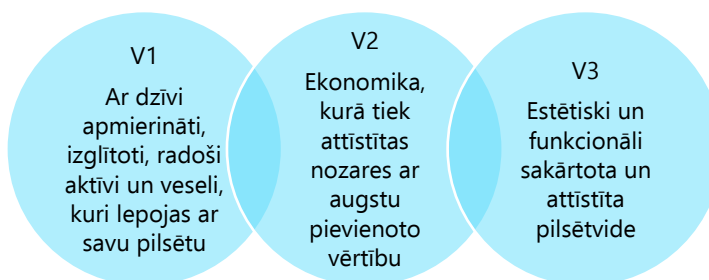 V1
Ar dzīvi
apmierināti,
izglītoti, radoši
aktīvi un veseli,
kuri lepojas ar
savu pilsētu
V2
Ekonomika,
kurā tiek
attīstītas
nozares ar
augstu
pievienoto
vērtību
V3
Estētiski un
funkcionāli
sakārtota un
attīstīta
pilsētvide